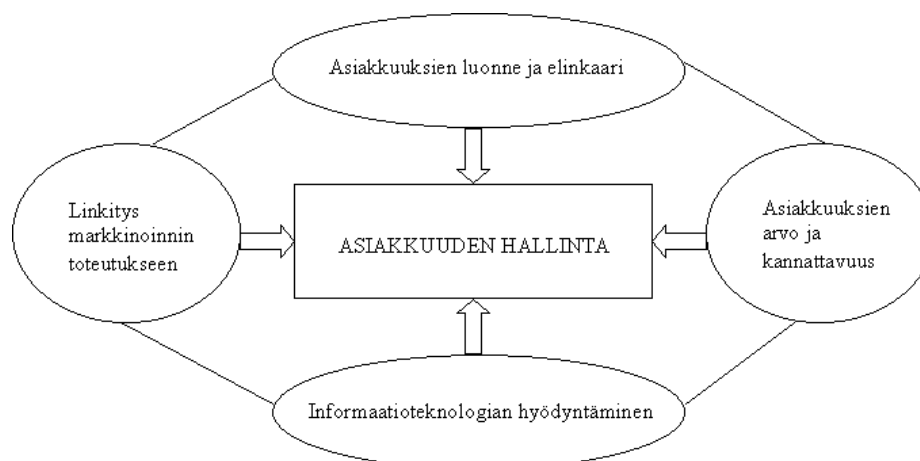 Asiakkuuksien luonne ja elinkaari
Linkitys
markkinoinnin
toteutukseen
ASIAKKUUDEN HALLINTA
Asiakkuuksien
arvo ja
kannattavuus
Informaatioteknologian hyödyntäminen